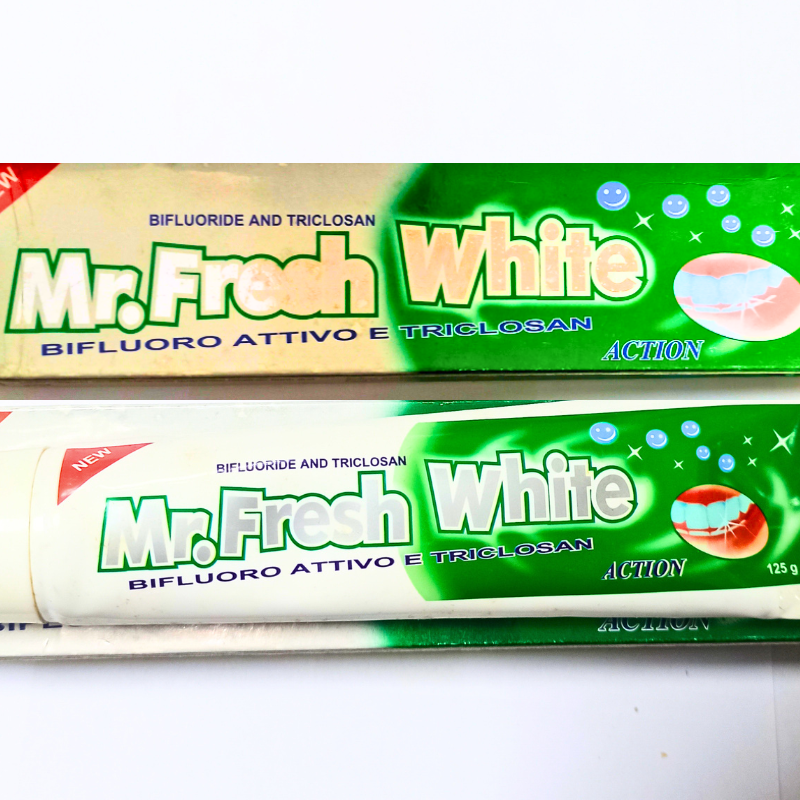 NEW
BIFLUORIDE AND TRICLOSAN
Mr. Fresh White
BIFLUORO ATTIVO E TRICLOSAN
ACTION
NEW
BIFLUORIDE AND TRICLOSAN
Mr. Fresh White
BIFLUORO ATTIVO E TRICLOSAN
ACTION
125 g
ACTION